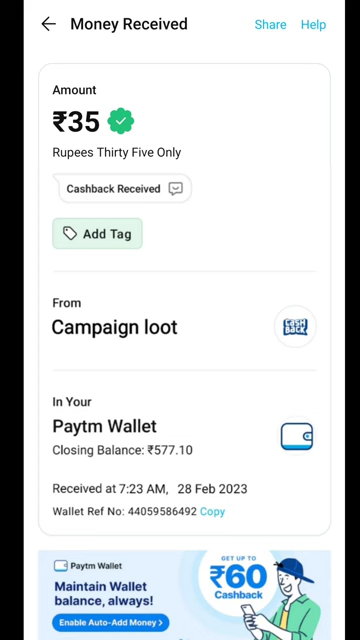 Money Received
Share
Help
Amount
₹35
Rupees Thirty Five Only
Cashback Received
Add Tag
From
Campaign loot
CASH
BACK
In Your
Paytm Wallet
Closing Balance: ₹577.10
Received at 7:23 AM, 28 Feb 2023
Wallet Ref No: 44059586492 Copy
Paytm Wallet
Maintain Wallet
balance, always!
Enable Auto-Add Money >
GET UP TO
₹60
Cashback